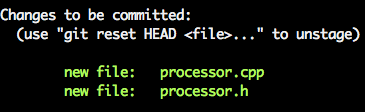 Changes to be committed:
(use "git reset HEAD <file>..." to unstage)
new file: processor.cpp
new file: processor.h